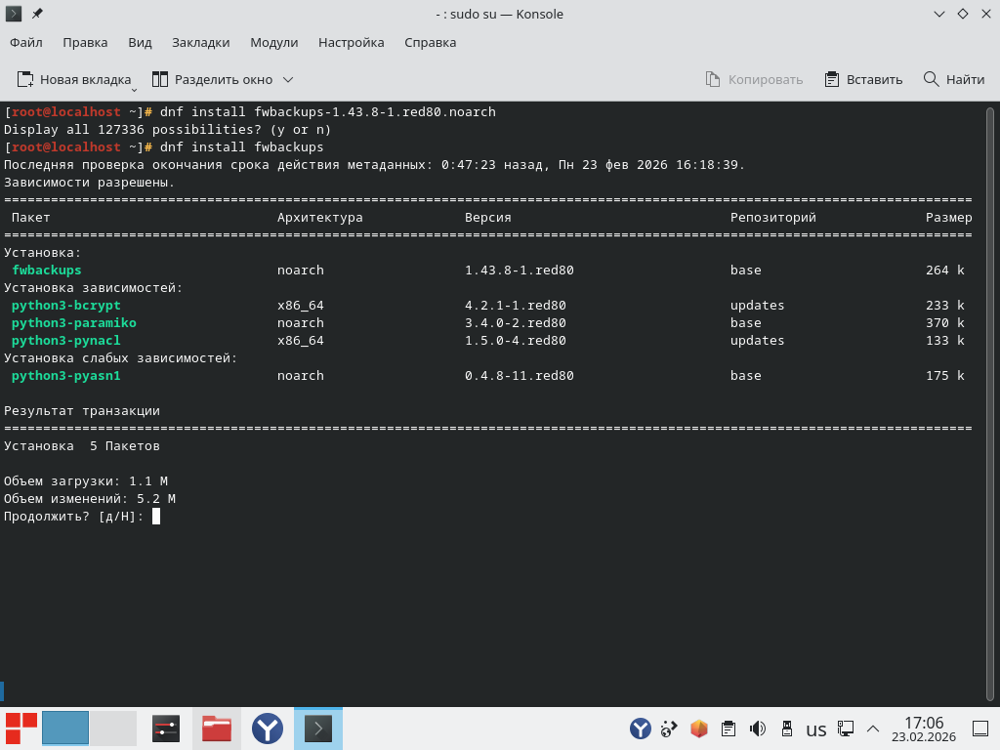 - : sudo su — Konsole
Файл Правка Вид Закладки Модули Настройка Справка
Новая вкладка Разделить окно Копировать Вставить Найти
[root@localhost ~]# dnf install fwbackups-1.43.8-1.red80.noarch
Display all 127336 possibilities? (y or n)
[root@localhost ~]# dnf install fwbackups
Последняя проверка окончания срока действия метаданных: 0:47:23 назад, Пн 23 фев 2026 16:18:39.
Зависимости разрешены.
============================================================================================================================
Пакет Архитектура Версия Репозиторий Размер
============================================================================================================================
Установка:
fwbackups noarch 1.43.8-1.red80 base 264 k
Установка зависимостей:
python3-bcrypt x86_64 4.2.1-1.red80 updates 233 k
python3-paramiko noarch 3.4.0-2.red80 base 370 k
python3-pynacl x86_64 1.5.0-4.red80 updates 133 k
Установка слабых зависимостей:
python3-pyasn1 noarch 0.4.8-11.red80 base 175 k
Результат транзакции
============================================================================================================================
Установка 5 Пакетов
Объем загрузки: 1.1 M
Объем изменений: 5.2 M
Продолжить? [д/Н]:
us
17:06
23.02.2026